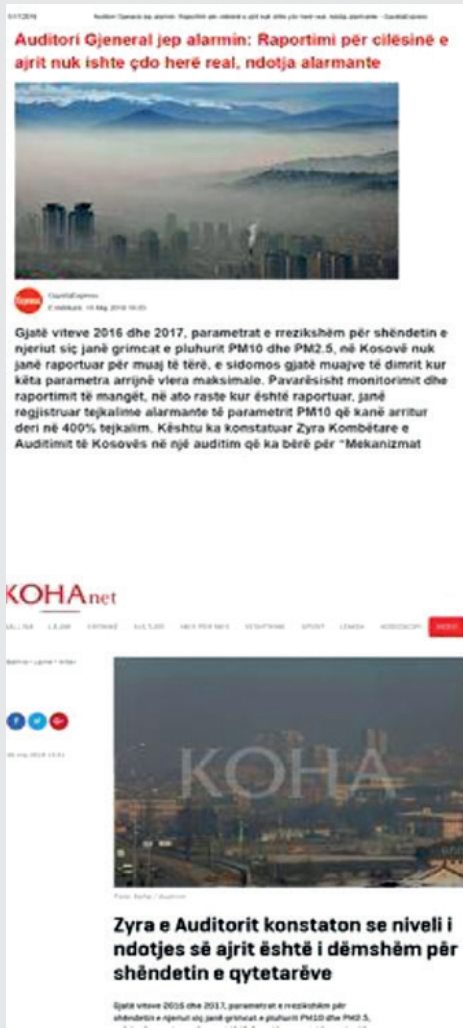 Auditori Gjeneral jep alarmin: Raportimi për cilësinë e
ajrit nuk ishte çdo herë real, ndotja alarmante
GazetaExpress
Gjatë viteve 2016 dhe 2017, parametrat e rrezikshëm për shëndetin e
njeriut siç janë grimcat e pluhurit PM10 dhe PM2.5, në Kosovë nuk
janë raportuar për muaj të tërë, e sidomos gjatë muajve të dimrit kur
këta parametra arrijnë vlera maksimale. Pavarësisht monitorimit dhe
raportimit të mangët, në ato raste kur është raportuar, janë
regjistruar tejkalime alarmante të parametrit PM10 që kanë arritur
deri në 400% tejkalim. Kështu ka konstatuar Zyra Kombëtare e
Auditimit të Kosovës në një auditim që ka bërë për "Mekanizmat
KOHAnet
KOHA
Zyra e Auditorit konstaton se niveli i
ndotjes së ajrit është i dëmshëm për
shëndetin e qytetarëve
Gjatë viteve 2016 dhe 2017, parametrat e rrezikshëm për
shëndetin e njeriut siç janë grimcat e pluhurit PM10 dhe PM2.5,